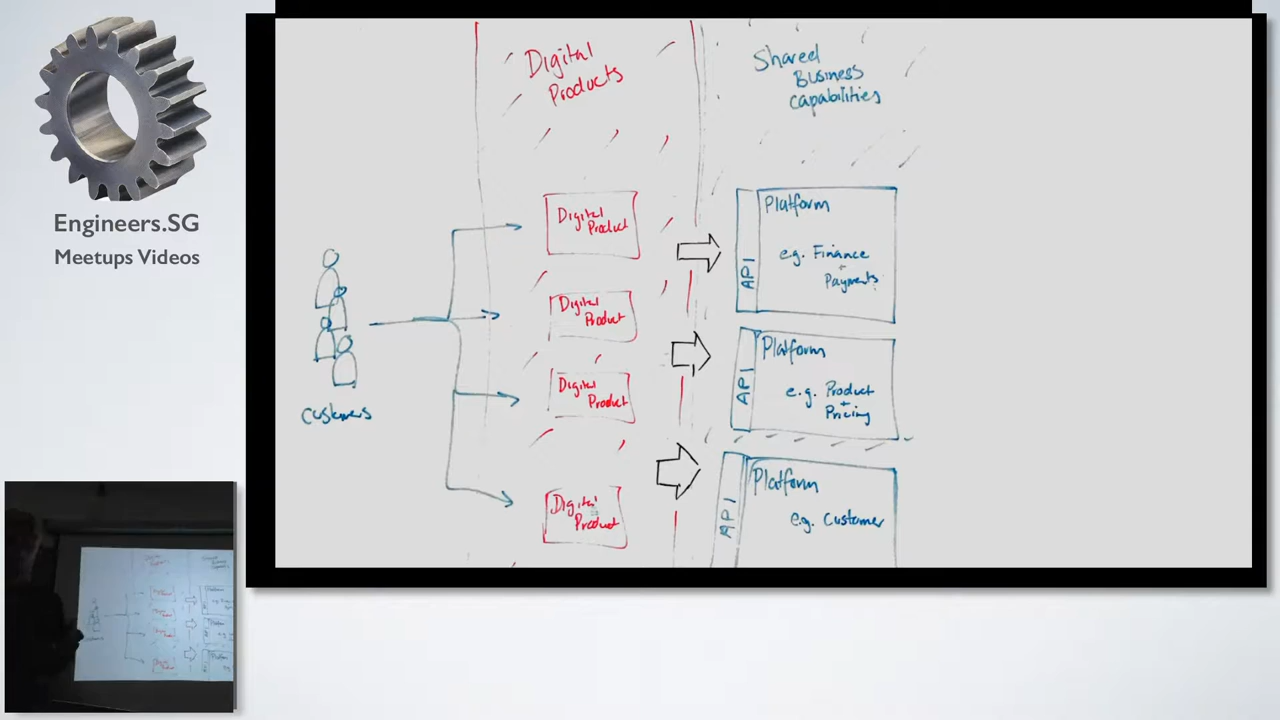 Engineers.SG
Meetups Videos
Digital
Products
Shared
Business
Capabilities
Customers
Digital
Product
Digital
Product
Digital
Product
Digital
Product
API
Platform
e.g. Finance
+
Payments
API
Platform
e.g. Product
+
Pricing
API
Platform
e.g. Customer